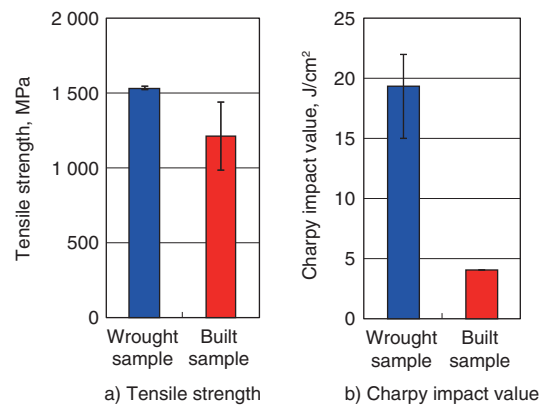 Tensile strength, MPa
2 000
1 500
1 000
500
0
Wrought sample
Built sample
a) Tensile strength
Charpy impact value, J/cm²
25
20
15
10
5
0
Wrought sample
Built sample
b) Charpy impact value